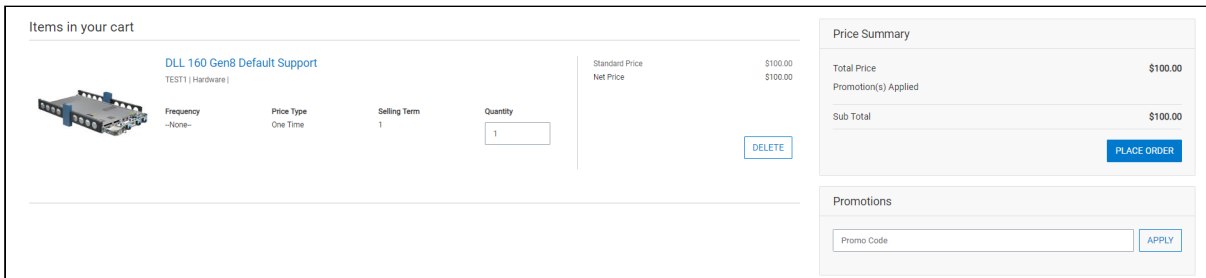 Items in your cart
DLL 160 Gen8 Default Support
TEST1 | Hardware |
Frequency Price Type Selling Term Quantity
--None-- One Time 1 1
Standard Price $100.00
Net Price $100.00
DELETE
Price Summary
Total Price $100.00
Promotion(s) Applied
Sub Total $100.00
PLACE ORDER
Promotions
Promo Code APPLY